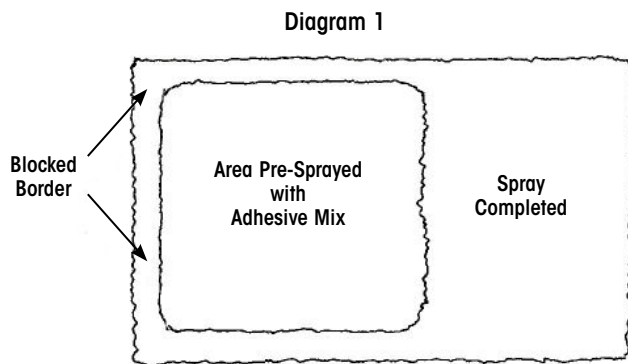 Diagram 1
Blocked
Border
Area Pre-Sprayed
with
Adhesive Mix
Spray
Completed